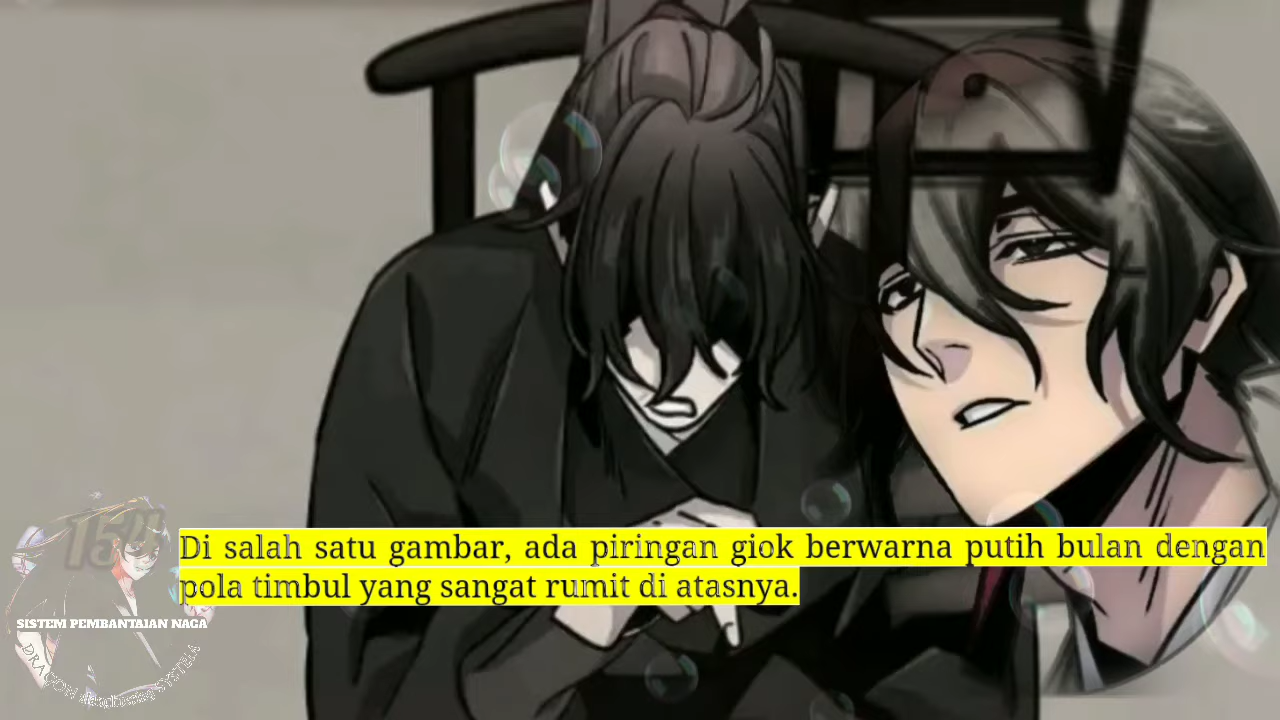 Di salah satu gambar, ada piringan giok berwarna putih bulan dengan
pola timbul yang sangat rumit di atasnya.
154
SISTEM PEMBANTAIAN NAGA